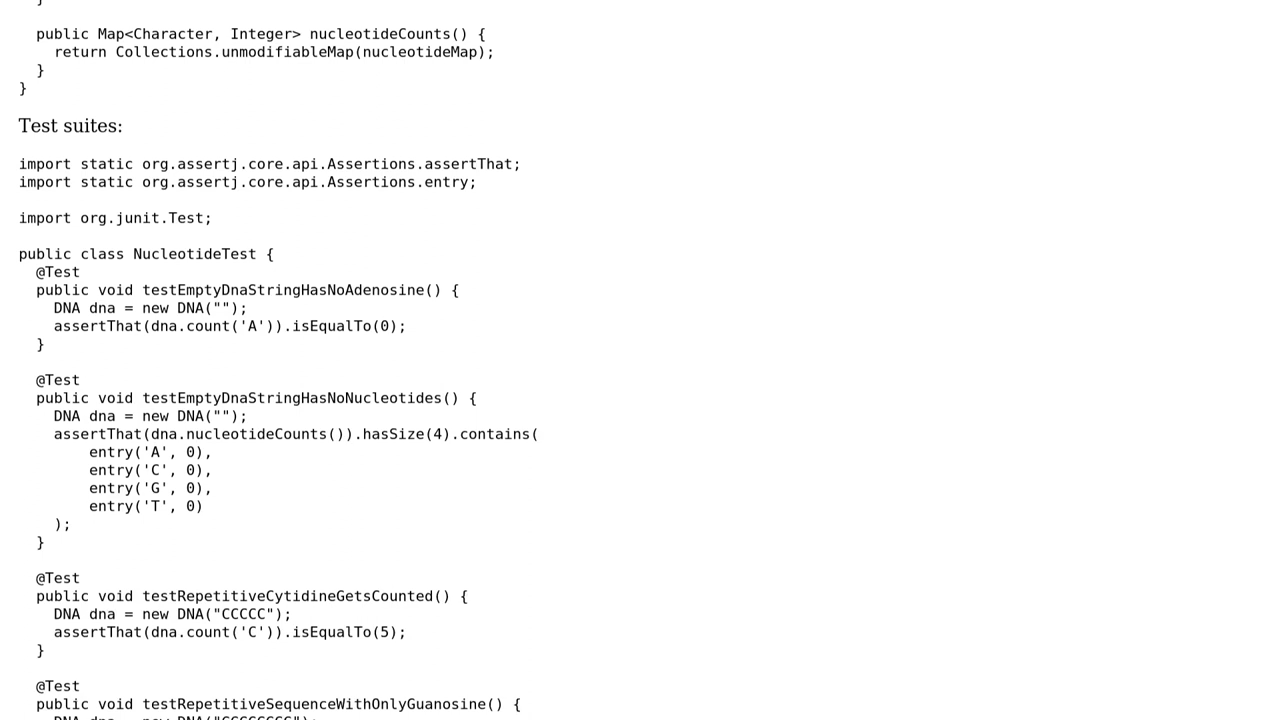 }

  public Map<Character, Integer> nucleotideCounts() {
    return Collections.unmodifiableMap(nucleotideMap);
  }
}

Test suites:

import static org.assertj.core.api.Assertions.assertThat;
import static org.assertj.core.api.Assertions.entry;

import org.junit.Test;

public class NucleotideTest {
  @Test
  public void testEmptyDnaStringHasNoAdenosine() {
    DNA dna = new DNA("");
    assertThat(dna.count('A')).isEqualTo(0);
  }

  @Test
  public void testEmptyDnaStringHasNoNucleotides() {
    DNA dna = new DNA("");
    assertThat(dna.nucleotideCounts()).hasSize(4).contains(
        entry('A', 0),
        entry('C', 0),
        entry('G', 0),
        entry('T', 0)
    );
  }

  @Test
  public void testRepetitiveCytidineGetsCounted() {
    DNA dna = new DNA("CCCCC");
    assertThat(dna.count('C')).isEqualTo(5);
  }

  @Test
  public void testRepetitiveSequenceWithOnlyGuanosine() {
    DNA dna = new